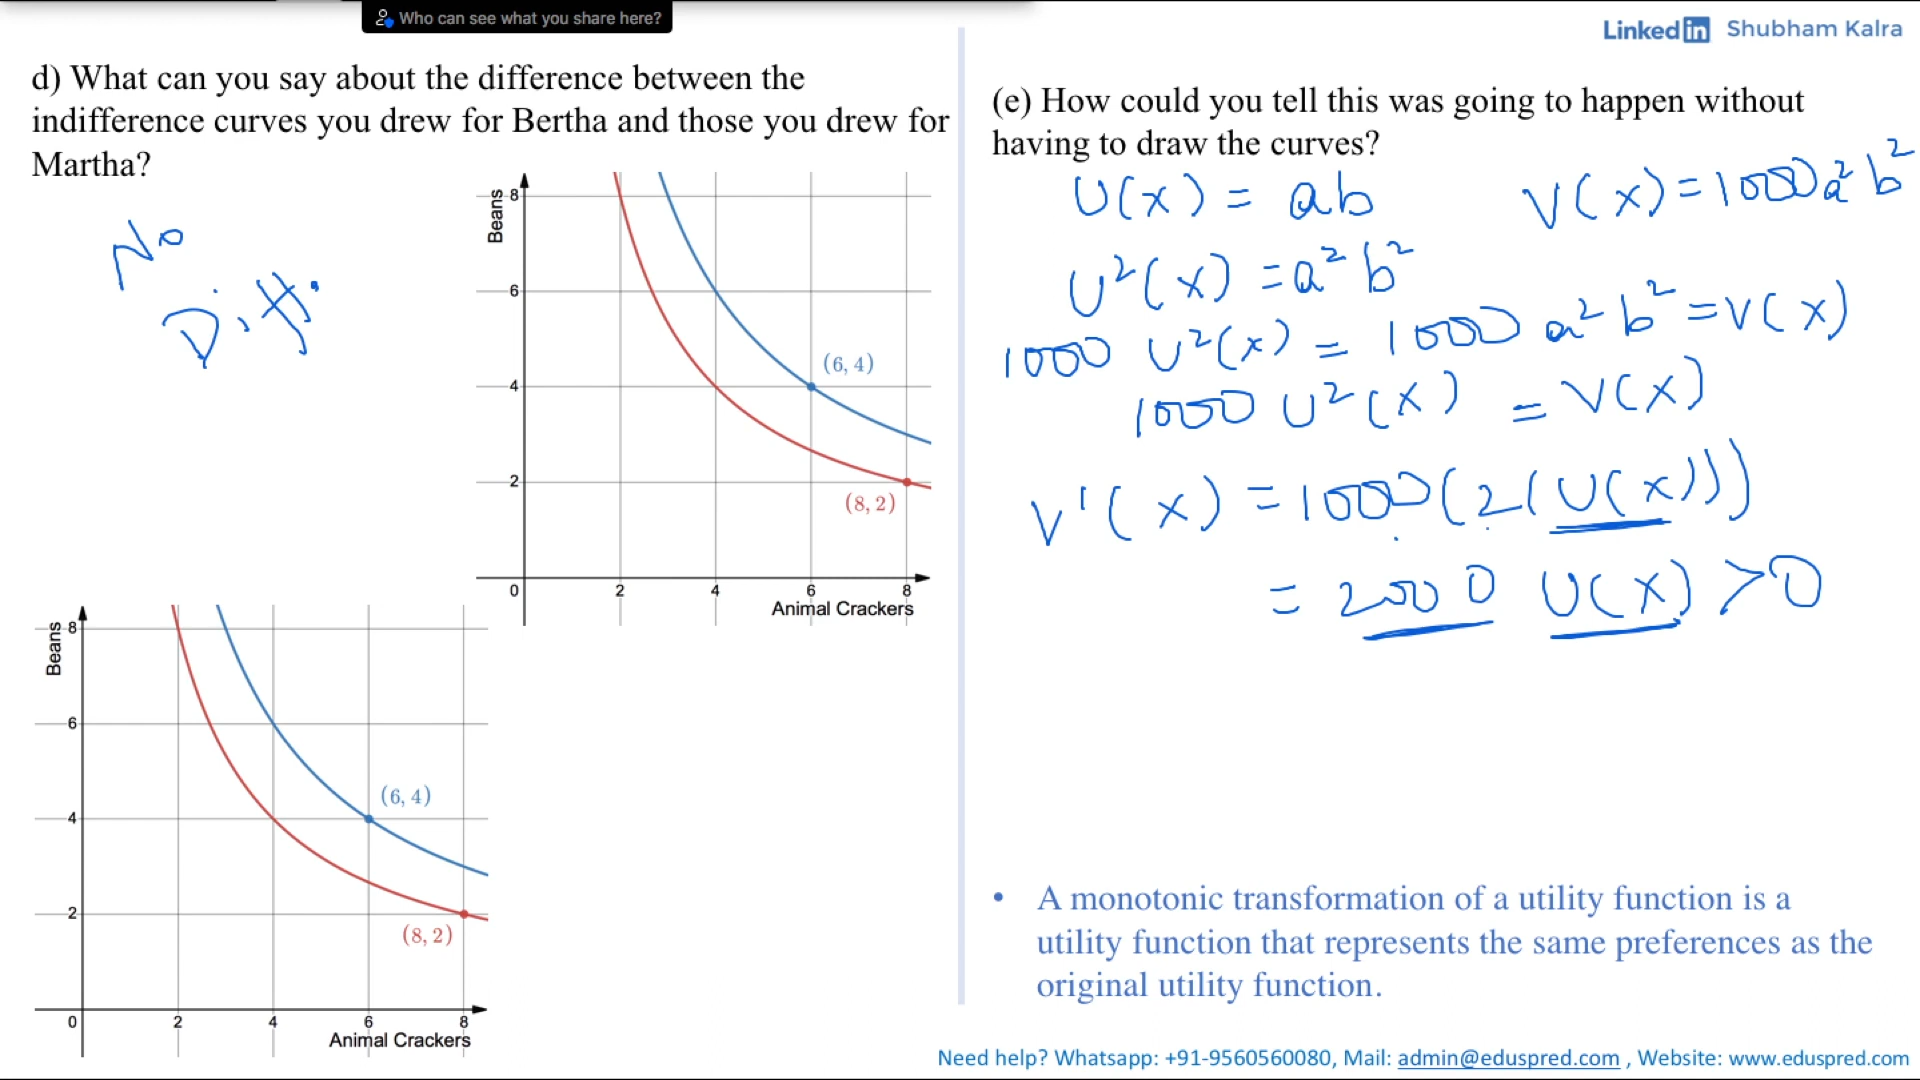 Who can see what you share here?
Linked in Shubham Kalra
d) What can you say about the difference between the
indifference curves you drew for Bertha and those you drew for
Martha?
No
Diff.
Beans
8
6
4
2
0
2
4
6
8
(6, 4)
(8, 2)
Animal Crackers
Beans
8
6
4
2
0
2
4
6
8
(6, 4)
(8, 2)
Animal Crackers
(e) How could you tell this was going to happen without
having to draw the curves?
U(x) = ab V(x) = 1000a²b²
U²(x) = a²b²
1000 U²(x) = 1000 a²b² = V(x)
1000 U²(x) = V(x)
V'(x) = 1000(2(U(x)))
= 2000 U(x) > 0
• A monotonic transformation of a utility function is a
utility function that represents the same preferences as the
original utility function.
Need help? Whatsapp: +91-9560560080, Mail: admin@eduspred.com , Website: www.eduspred.com